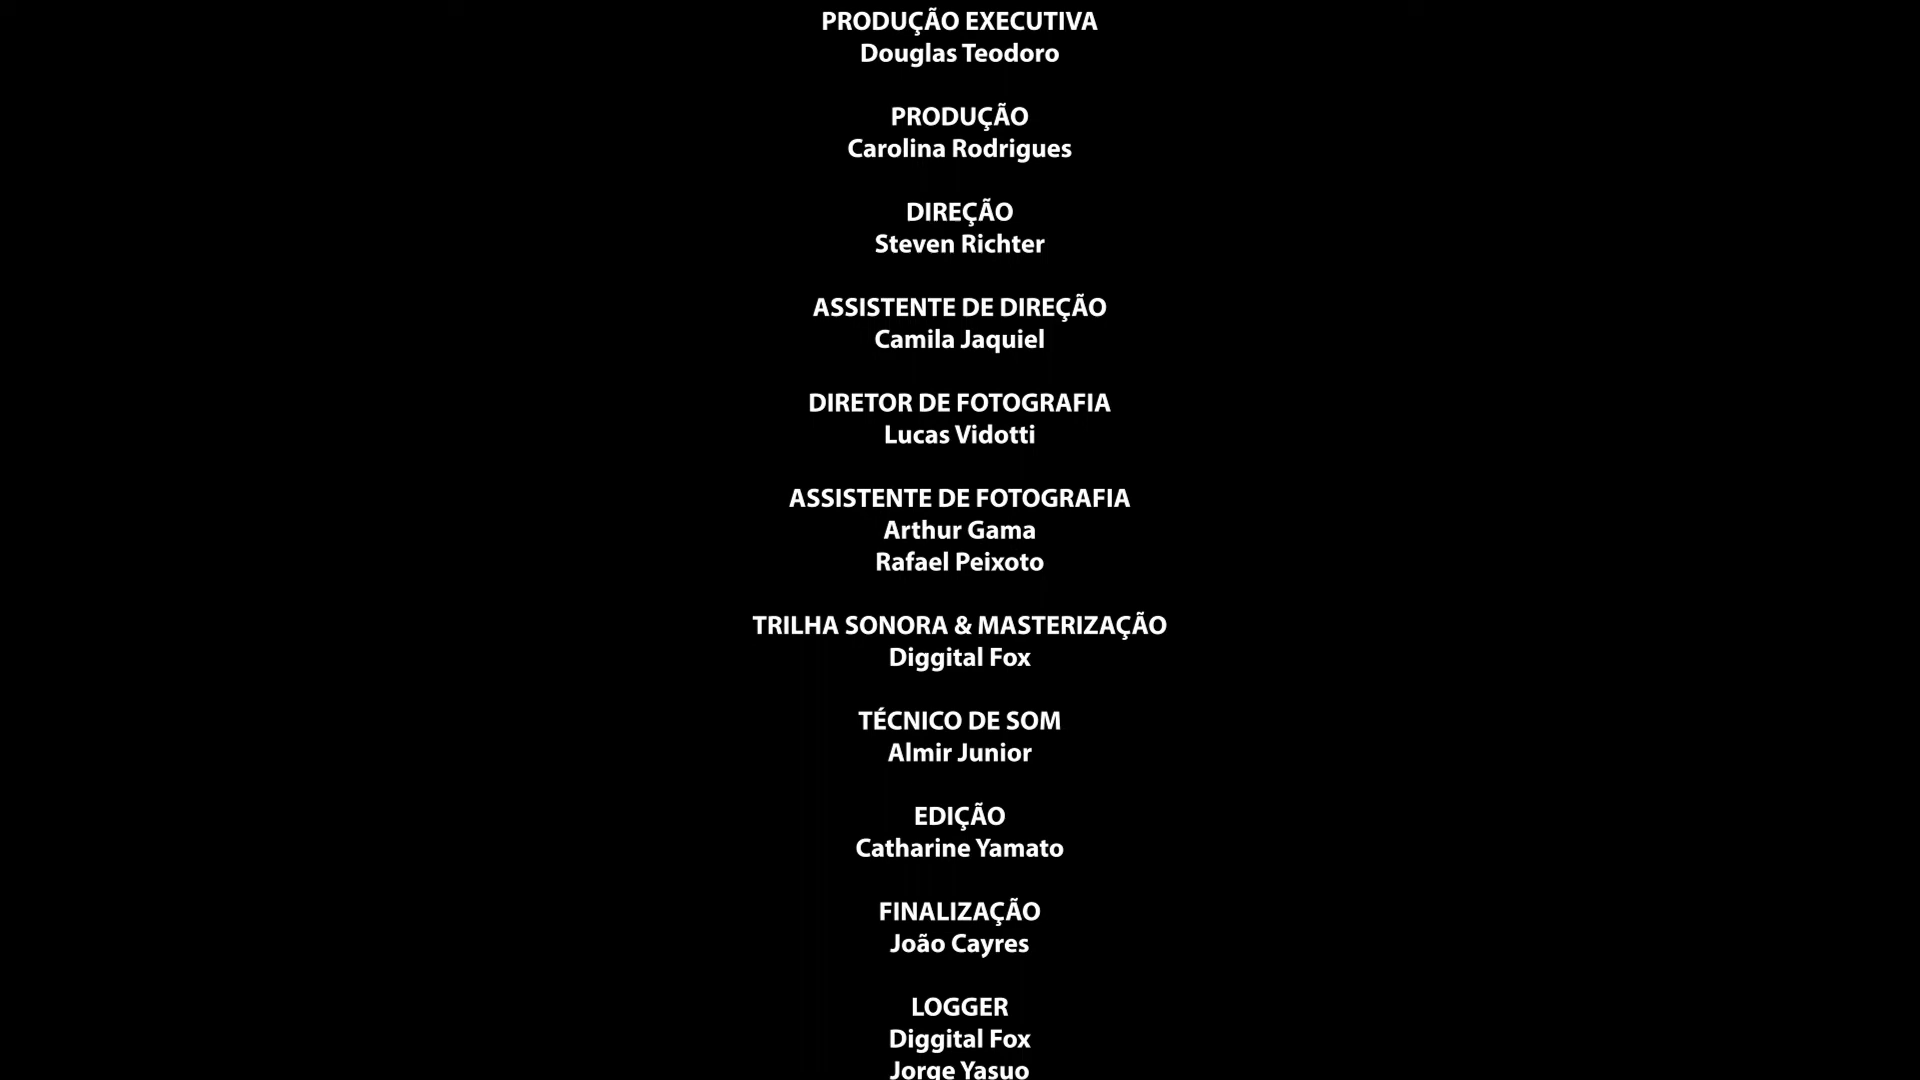 PRODUÇÃO EXECUTIVA
Douglas Teodoro
PRODUÇÃO
Carolina Rodrigues
DIREÇÃO
Steven Richter
ASSISTENTE DE DIREÇÃO
Camila Jaquiel
DIRETOR DE FOTOGRAFIA
Lucas Vidotti
ASSISTENTE DE FOTOGRAFIA
Arthur Gama
Rafael Peixoto
TRILHA SONORA & MASTERIZAÇÃO
Diggital Fox
TÉCNICO DE SOM
Almir Junior
EDIÇÃO
Catharine Yamato
FINALIZAÇÃO
João Cayres
LOGGER
Diggital Fox
Jorge Yasuo